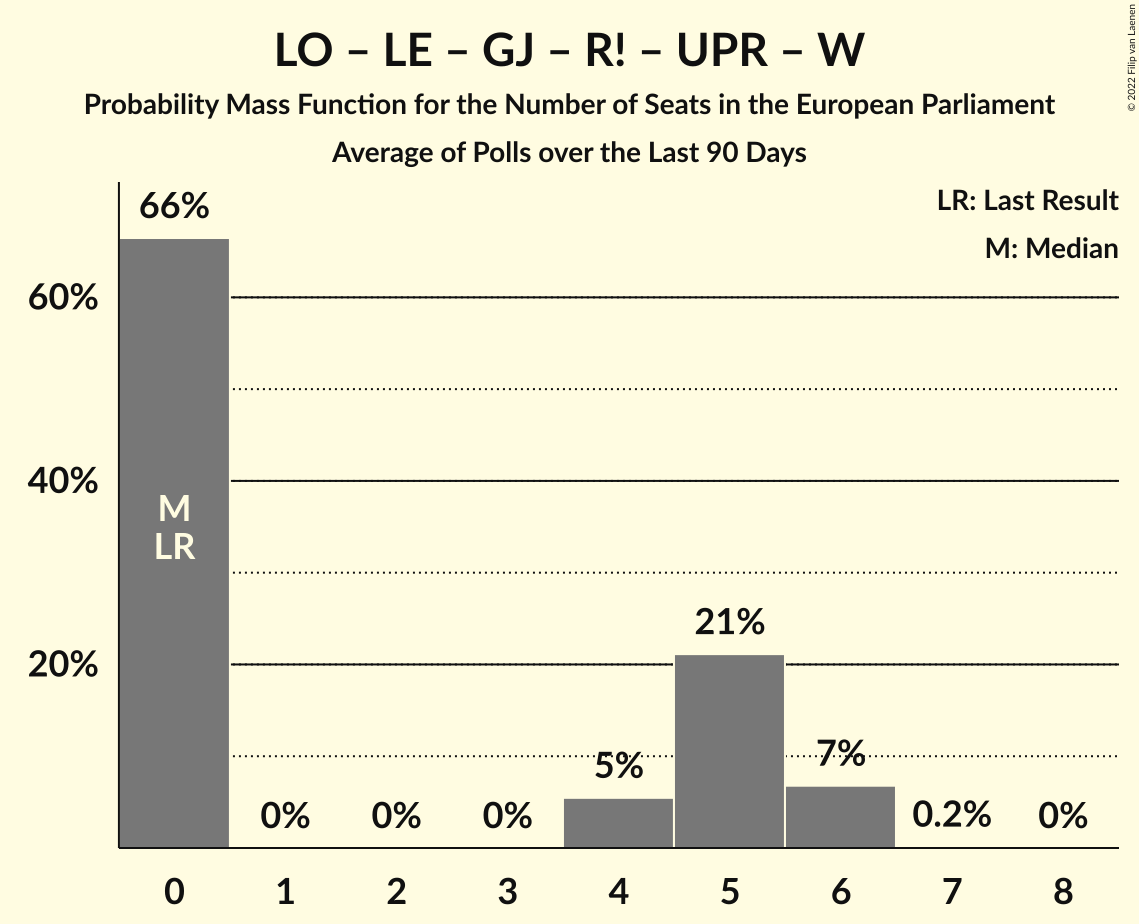 LO – LE – GJ – R! – UPR – W
Probability Mass Function for the Number of Seats in the European Parliament
Average of Polls over the Last 90 Days
© 2022 Filip van Laenen
LR: Last Result
M: Median
66%
60%
40%
20%
M
LR
0%
0%
0%
5%
21%
7%
0.2%
0%
0 1 2 3 4 5 6 7 8